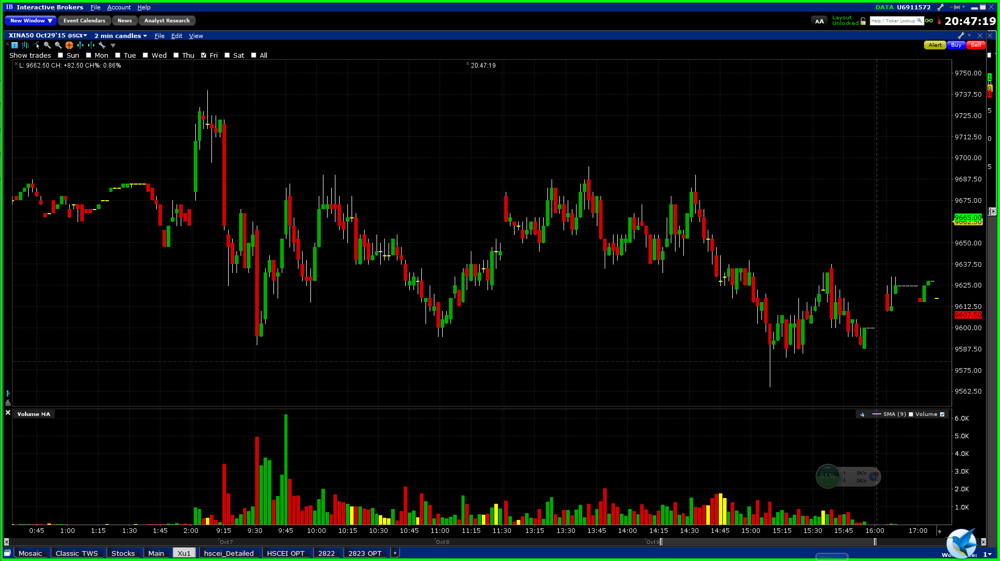 IB Interactive Brokers File Account Help DATA U6911572
New Window ▼ Event Calendars News Analyst Research AA Layout Unlocked Help / Ticker Lookup 20:47:19
XINA50 Oct29'15 @SGX 2 min candles File Edit View
Alert Buy Sell
Show trades Sun Mon Tue Wed Thu Fri Sat All
L: 9662.50 CH: +82.50 CH%: 0.86% 20:47:19
9750.00
9737.50
9725.00
9712.50
9700.00
9687.50
9675.00
9665.00
9662.50
9650.00
9637.50
9625.00
9612.50
9607.50
9600.00
9587.50
9575.00
9562.50
5
0
5
Volume MA SMA (9) Volume
6.0K
5.0K
4.0K
3.0K
2.0K
1.0K
51% 0K/s
0K/s
0:45 1:00 1:15 1:30 1:45 2:00 9:15 9:30 9:45 10:00 10:15 10:30 10:45 11:00 11:15 11:30 13:15 13:30 13:45 14:00 14:15 14:30 14:45 15:00 15:15 15:30 15:45 16:00 17:00
Oct 7 Oct 8 Oct 9
Mosaic Classic TWS Stocks Main Xu1 hscei_Detailed HSCEI OPT 2822 2823 OPT + 1